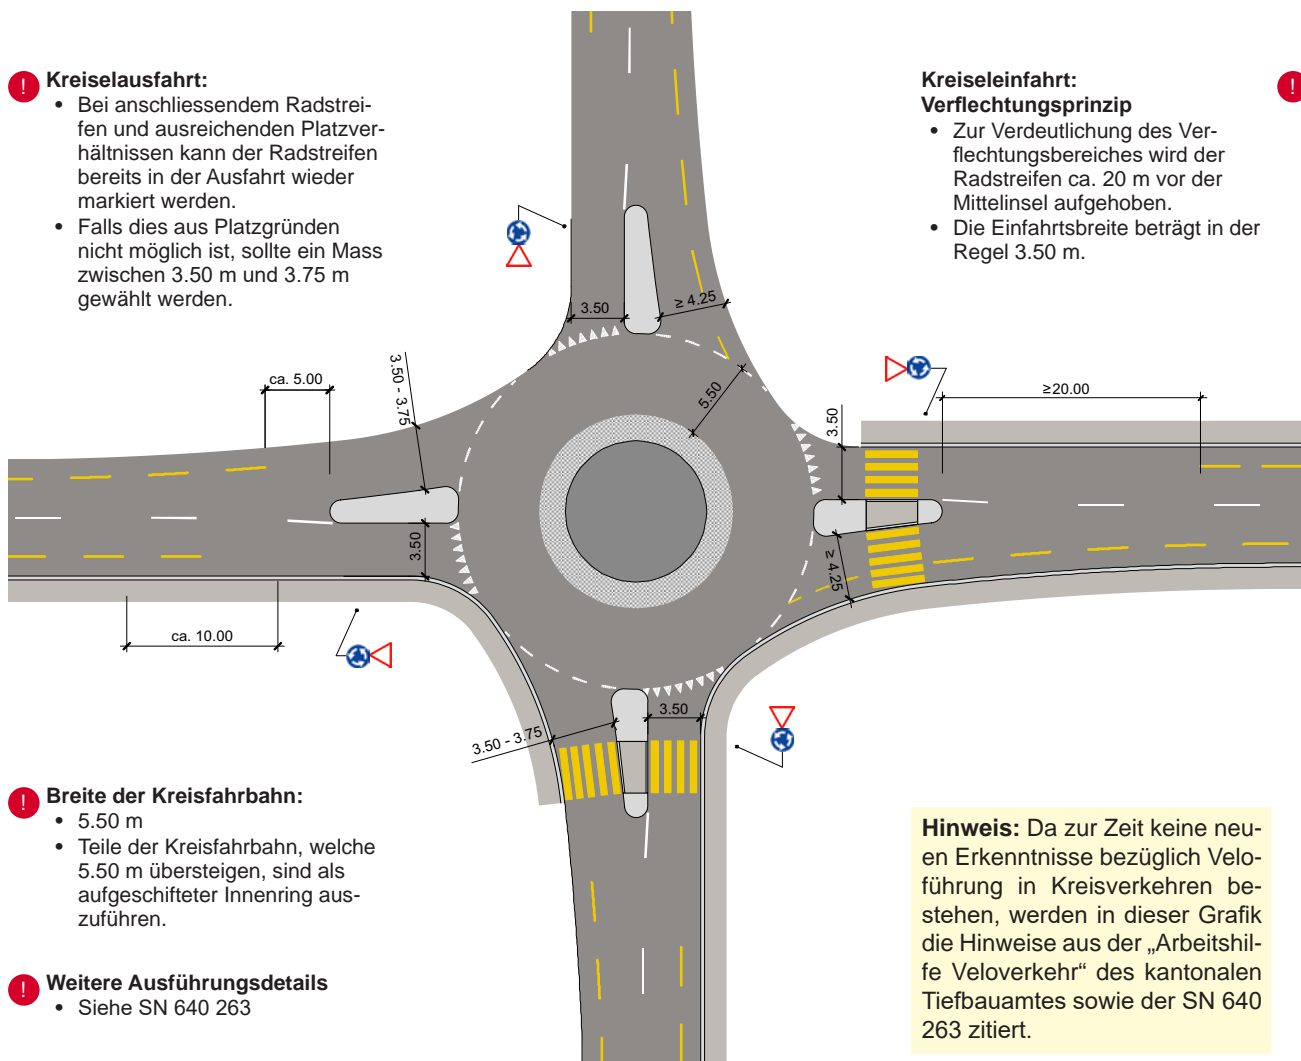 !
Kreiselausfahrt:
• Bei anschliessendem Radstrei-
fen und ausreichenden Platzver-
hältnissen kann der Radstreifen
bereits in der Ausfahrt wieder
markiert werden.
• Falls dies aus Platzgründen
nicht möglich ist, sollte ein Mass
zwischen 3.50 m und 3.75 m
gewählt werden.
Kreiseleinfahrt:
Verflechtungsprinzip
• Zur Verdeutlichung des Ver-
flechtungsbereiches wird der
Radstreifen ca. 20 m vor der
Mittelinsel aufgehoben.
• Die Einfahrtsbreite beträgt in der
Regel 3.50 m.
!
3.50
≥ 4.25
ca. 5.00
3.50 - 3.75
5.50
3.50
≥20.00
3.50
≥ 4.25
ca. 10.00
3.50
3.50 - 3.75
!
Breite der Kreisfahrbahn:
• 5.50 m
• Teile der Kreisfahrbahn, welche
5.50 m übersteigen, sind als
aufgeschifteter Innenring aus-
zuführen.
!
Weitere Ausführungsdetails
• Siehe SN 640 263
Hinweis: Da zur Zeit keine neu-
en Erkenntnisse bezüglich Velo-
führung in Kreisverkehren be-
stehen, werden in dieser Grafik
die Hinweise aus der „Arbeitshil-
fe Veloverkehr“ des kantonalen
Tiefbauamtes sowie der SN 640
263 zitiert.